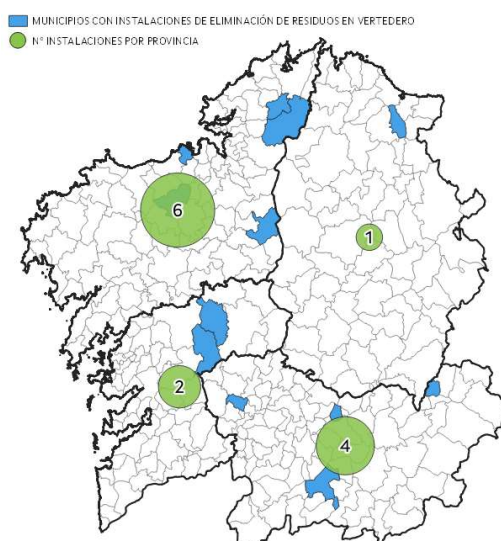 MUNICIPIOS CON INSTALACIONES DE ELIMINACIÓN DE RESIDUOS EN VERTEDERO
Nº INSTALACIONES POR PROVINCIA
6
1
2
4